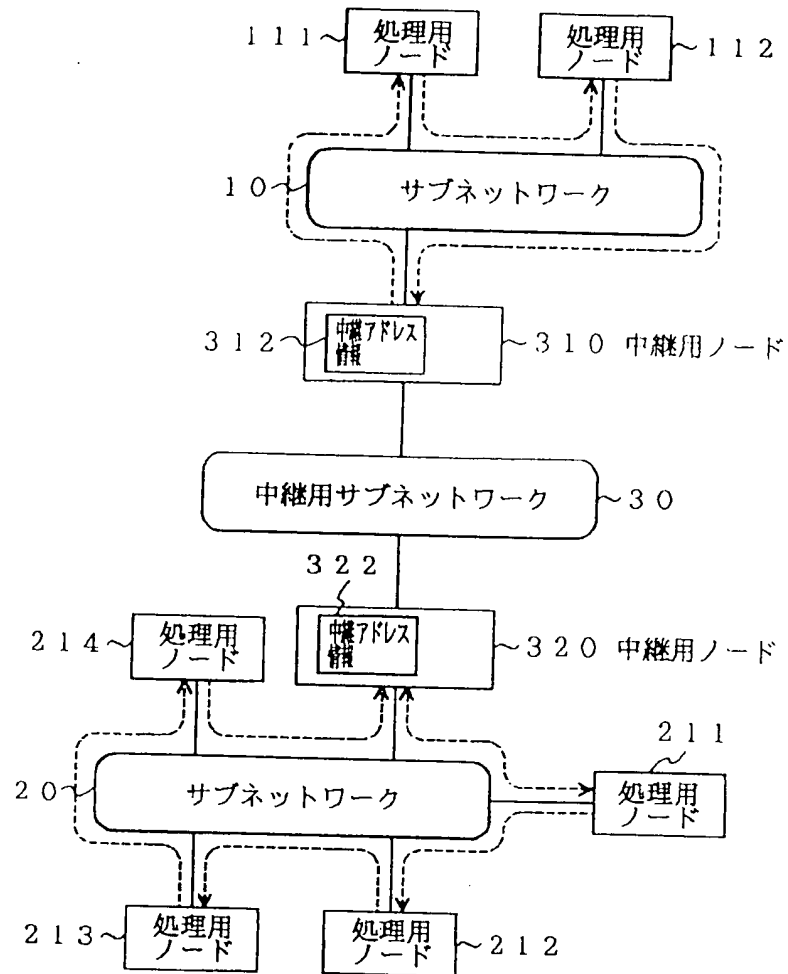 111 処理用
ノード
処理用
ノード 112
10 サブネットワーク
312 中継アドレス
情報
310 中継用ノード
中継用サブネットワーク 30
322
214 処理用
ノード
中継アドレス
情報
320 中継用ノード
211
20 サブネットワーク
処理用
ノード
213 処理用
ノード
処理用
ノード 212